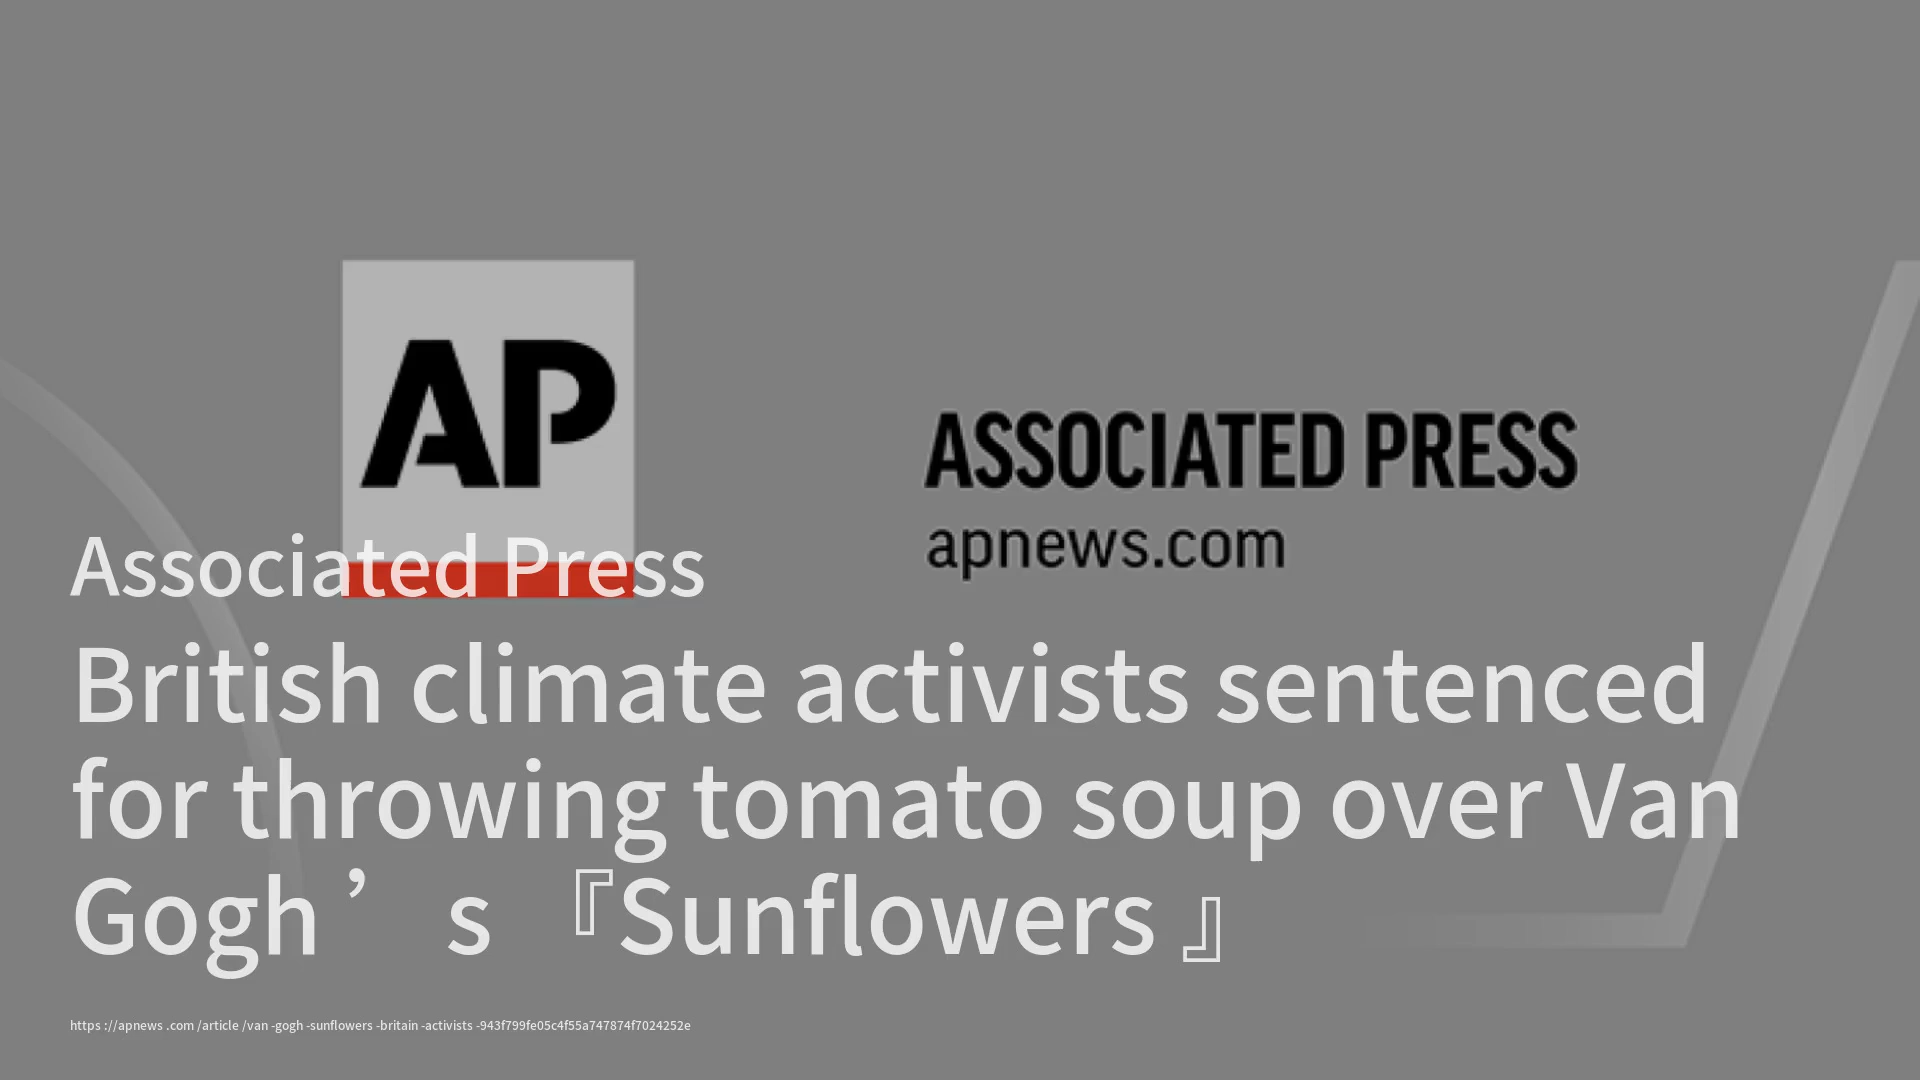 AP
ASSOCIATED PRESS
apnews.com
Associated Press
British climate activists sentenced
for throwing tomato soup over Van
Gogh ’ s 『Sunflowers 』
https ://apnews .com /article /van -gogh -sunflowers -britain -activists -943f799fe05c4f55a747874f7024252e